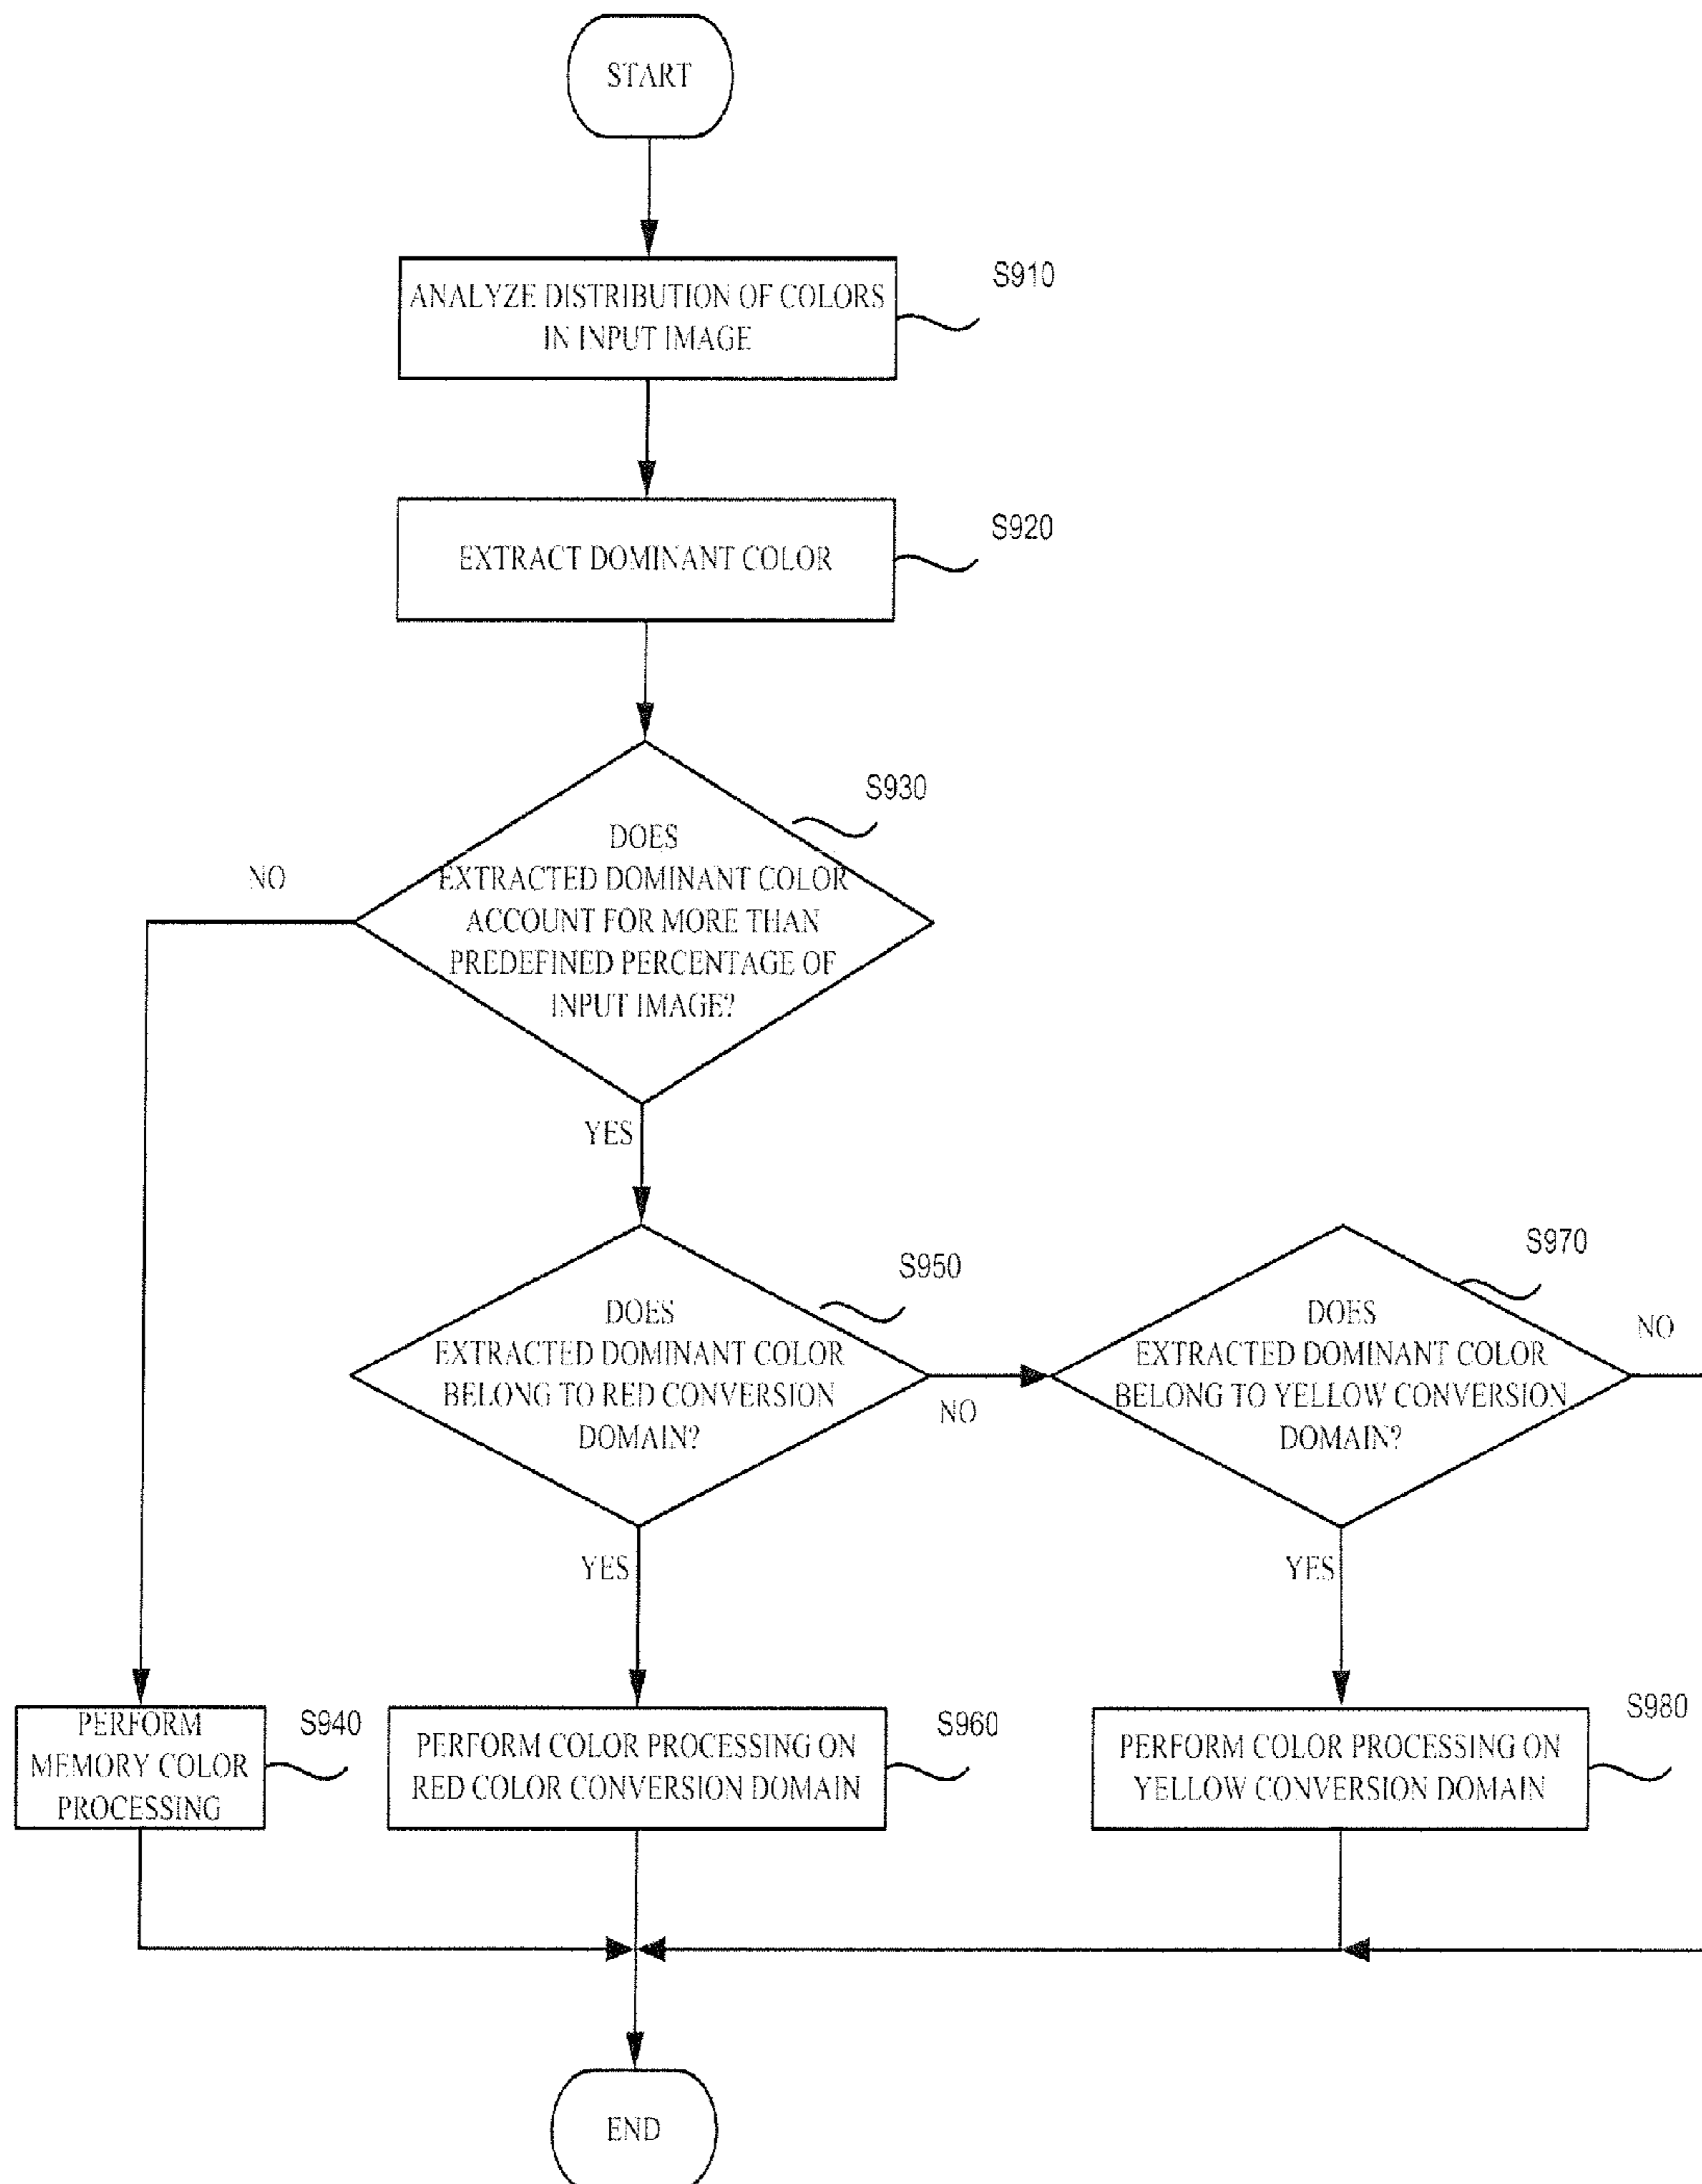 START
S910
ANALYZE DISTRIBUTION OF COLORS
IN INPUT IMAGE
S920
EXTRACT DOMINANT COLOR
S930
DOES
EXTRACTED DOMINANT COLOR
ACCOUNT FOR MORE THAN
PREDEFINED PERCENTAGE OF
INPUT IMAGE?
NO
YES
S950
DOES
EXTRACTED DOMINANT COLOR
BELONG TO RED CONVERSION
DOMAIN?
NO
YES
S970
DOES
EXTRACTED DOMINANT COLOR
BELONG TO YELLOW CONVERSION
DOMAIN?
NO
YES
PERFORM
MEMORY COLOR
PROCESSING
S940
PERFORM COLOR PROCESSING ON
RED COLOR CONVERSION DOMAIN
S960
PERFORM COLOR PROCESSING ON
YELLOW CONVERSION DOMAIN
S980
END